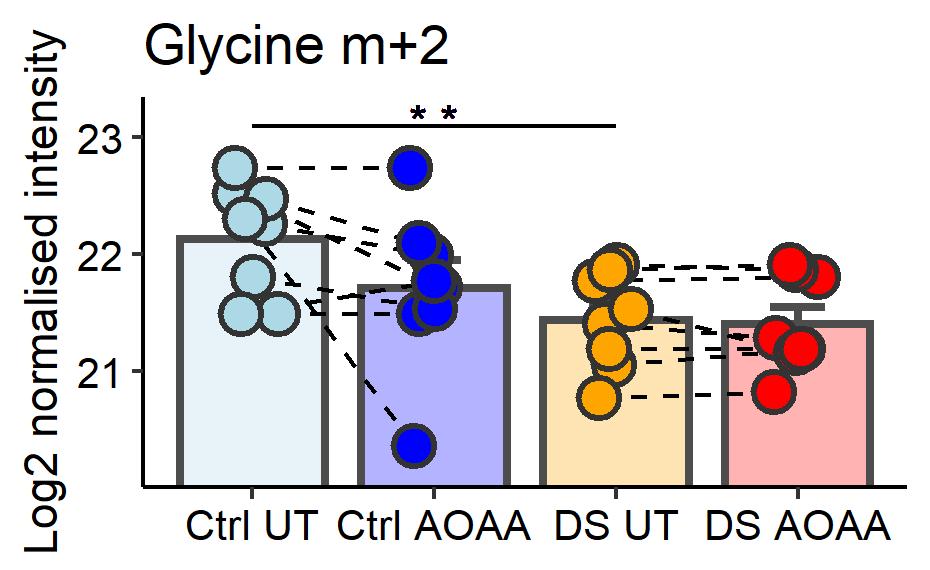 Glycine m+2
Log2 normalised intensity
* *
23
22
21
Ctrl UT
Ctrl AOAA
DS UT
DS AOAA